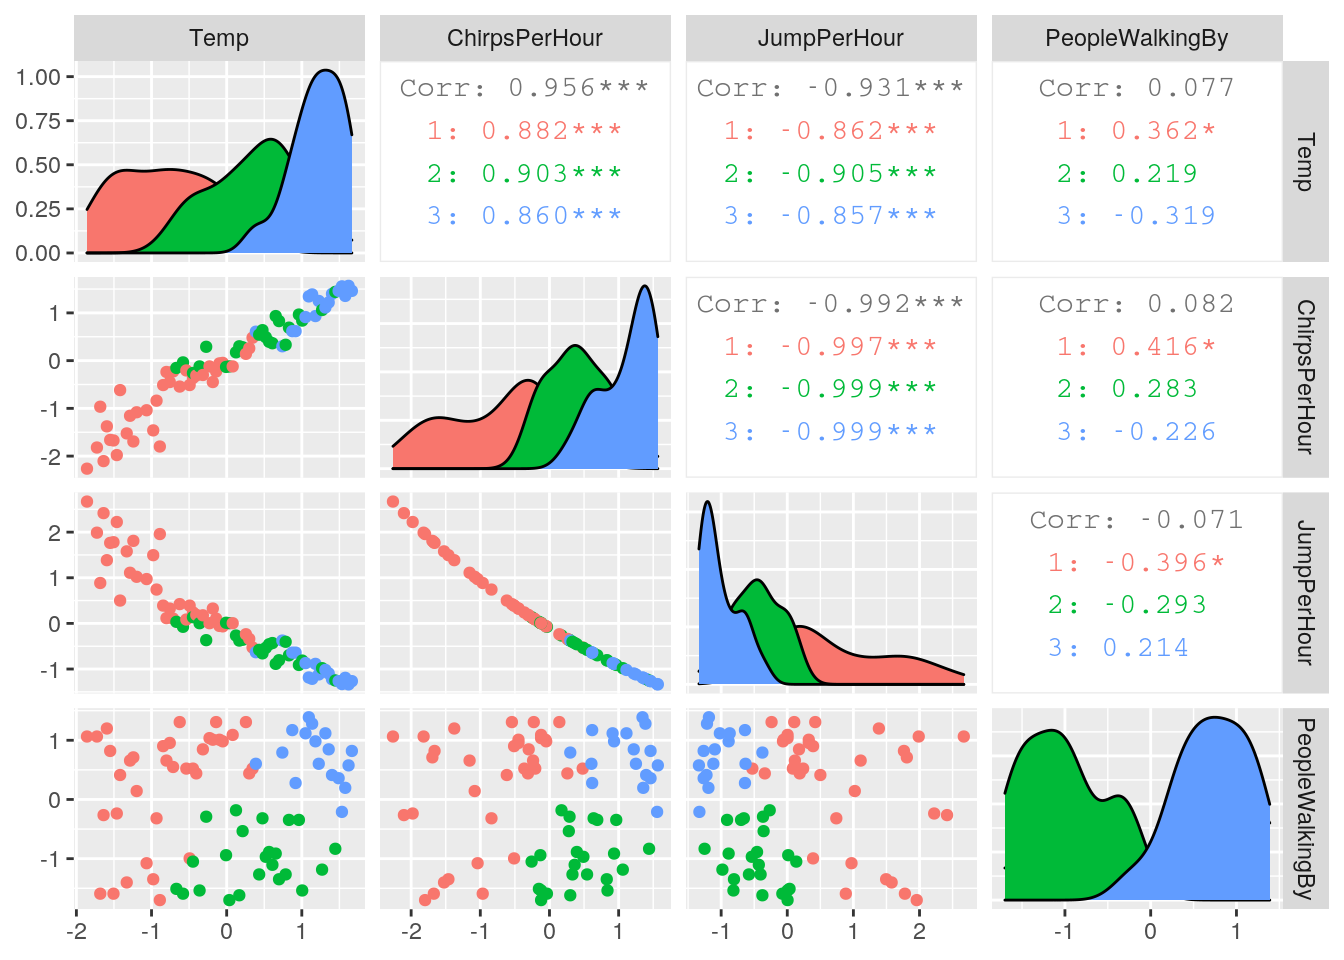 Temp ChirpsPerHour JumpPerHour PeopleWalkingBy
1.00
0.75
0.50
0.25
0.00
Corr: 0.956***
1: 0.882***
2: 0.903***
3: 0.860***
Corr: -0.931***
1: -0.862***
2: -0.905***
3: -0.857***
Corr: 0.077
1: 0.362*
2: 0.219
3: -0.319
Temp
1
0
-1
-2
Corr: -0.992***
1: -0.997***
2: -0.999***
3: -0.999***
Corr: 0.082
1: 0.416*
2: 0.283
3: -0.226
ChirpsPerHour
2
1
0
-1
Corr: -0.071
1: -0.396*
2: -0.293
3: 0.214
JumpPerHour
1
0
-1
PeopleWalkingBy
-2 -1 0 1
-2 -1 0 1
-1 0 1 2
-1 0 1